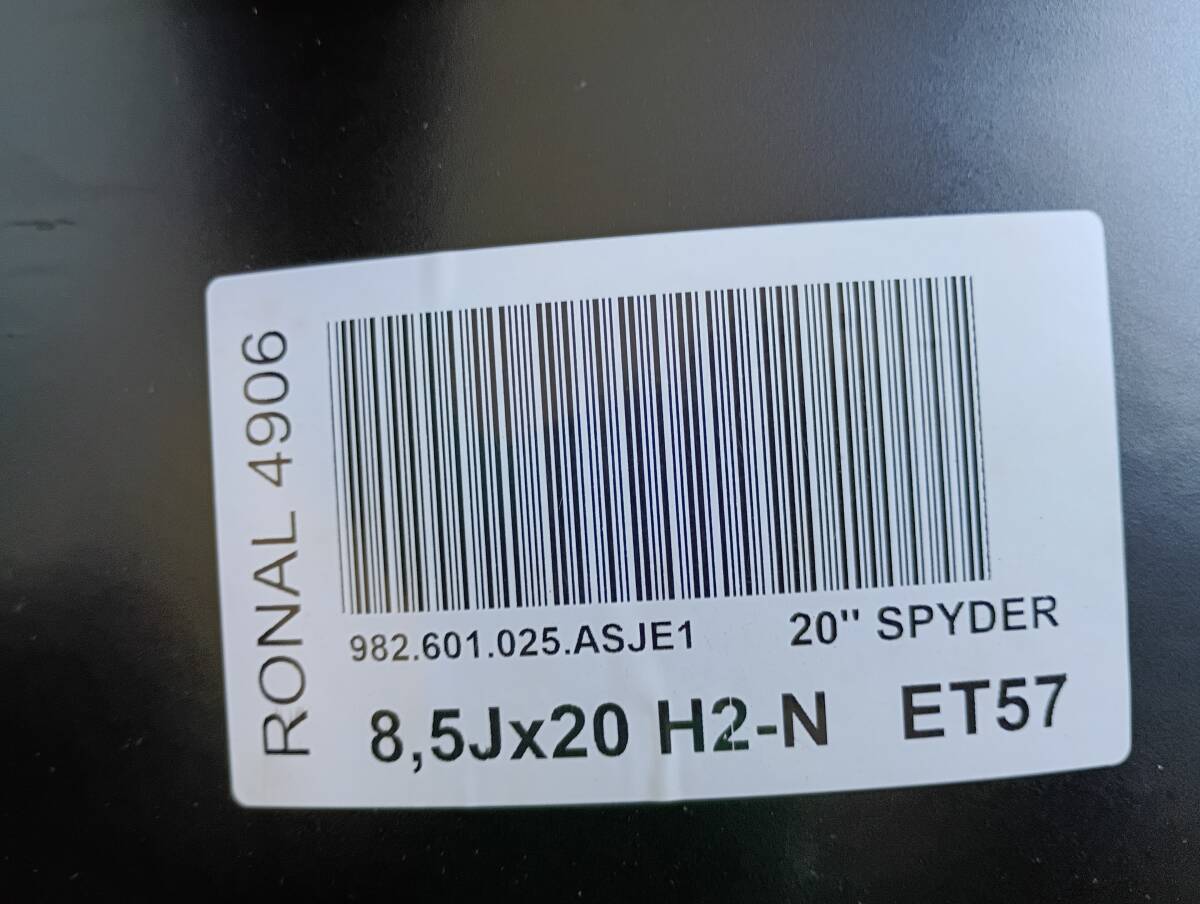 RONAL 4906
982.601.025.ASJE1 20" SPYDER
8,5Jx20 H2-N ET57